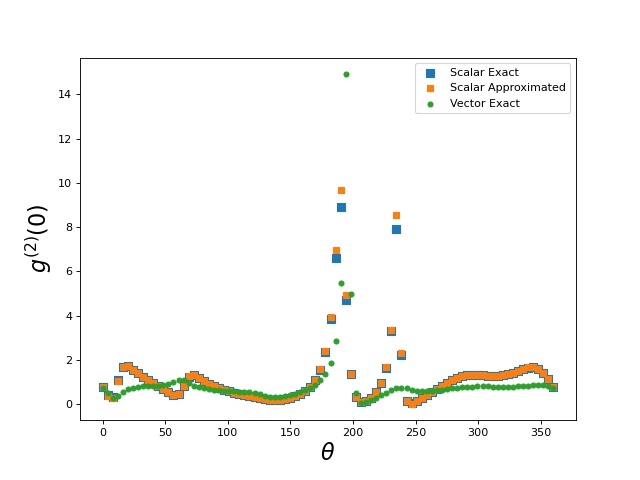 Scalar Exact
Scalar Approximated
Vector Exact
14
12
10
8
6
4
2
0
g^{(2)}(0)
0 50 100 150 200 250 300 350
θ